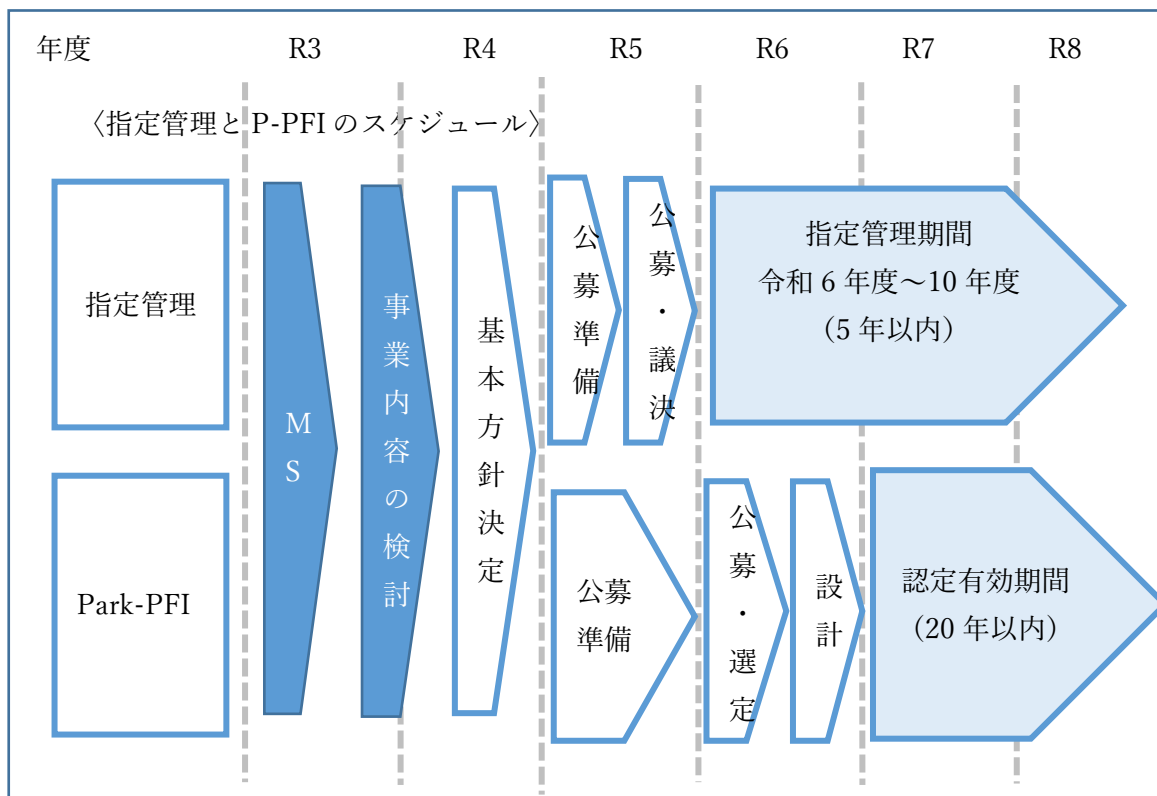 年度 R3 R4 R5 R6 R7 R8
〈指定管理と P-PFI のスケジュール〉
指定管理
Park-PFI
MS
事業内容の検討
基本方針決定
公募準備
公募・議決
指定管理期間
令和 6 年度～10 年度
（5 年以内）
公募
準備
公募・選定
設計
認定有効期間
（20 年以内）